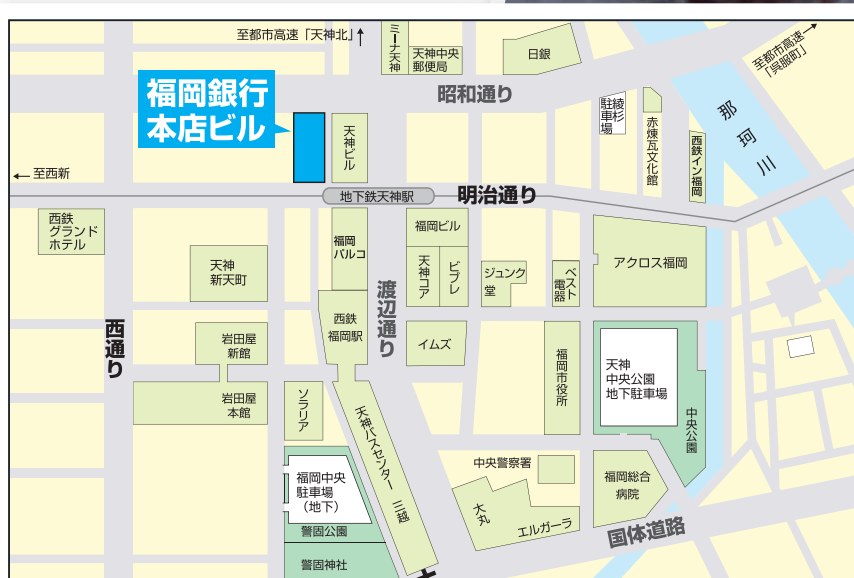 至都市高速「天神北」
ミーナ天神
天神中央
郵便局
日銀
至都市高速
「呉服町」
福岡銀行
本店ビル
昭和通り
天神ビル
綾杉
駐車場
赤煉瓦文化館
那珂川
西鉄イン福岡
至西新
地下鉄天神駅
明治通り
西鉄
グランド
ホテル
福岡
パルコ
福岡ビル
天神
新天町
天神コア
ビブレ
ジュンク
堂
ベスト
電器
アクロス福岡
西通り
渡辺通り
西鉄
福岡駅
イムズ
岩田屋
新館
福岡市役所
天神
中央公園
地下駐車場
岩田屋
本館
ソラリア
天神バスセンター
三越
中央公園
中央警察署
福岡中央
駐車場
(地下)
福岡総合
病院
大丸
エルガーラ
国体道路
警固公園
警固神社